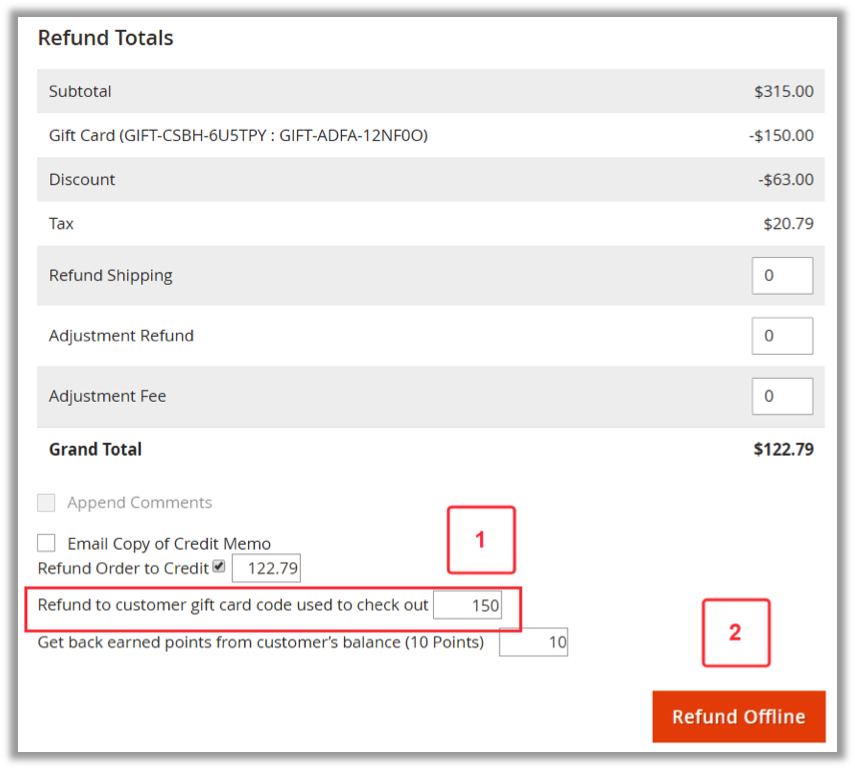 Refund Totals
Subtotal $315.00
Gift Card (GIFT-CSBH-6U5TPY : GIFT-ADFA-12NF0O) -$150.00
Discount -$63.00
Tax $20.79
Refund Shipping 0
Adjustment Refund 0
Adjustment Fee 0
Grand Total $122.79
Append Comments
Email Copy of Credit Memo
1
Refund Order to Credit 122.79
Refund to customer gift card code used to check out 150
Get back earned points from customer's balance (10 Points) 10
2
Refund Offline